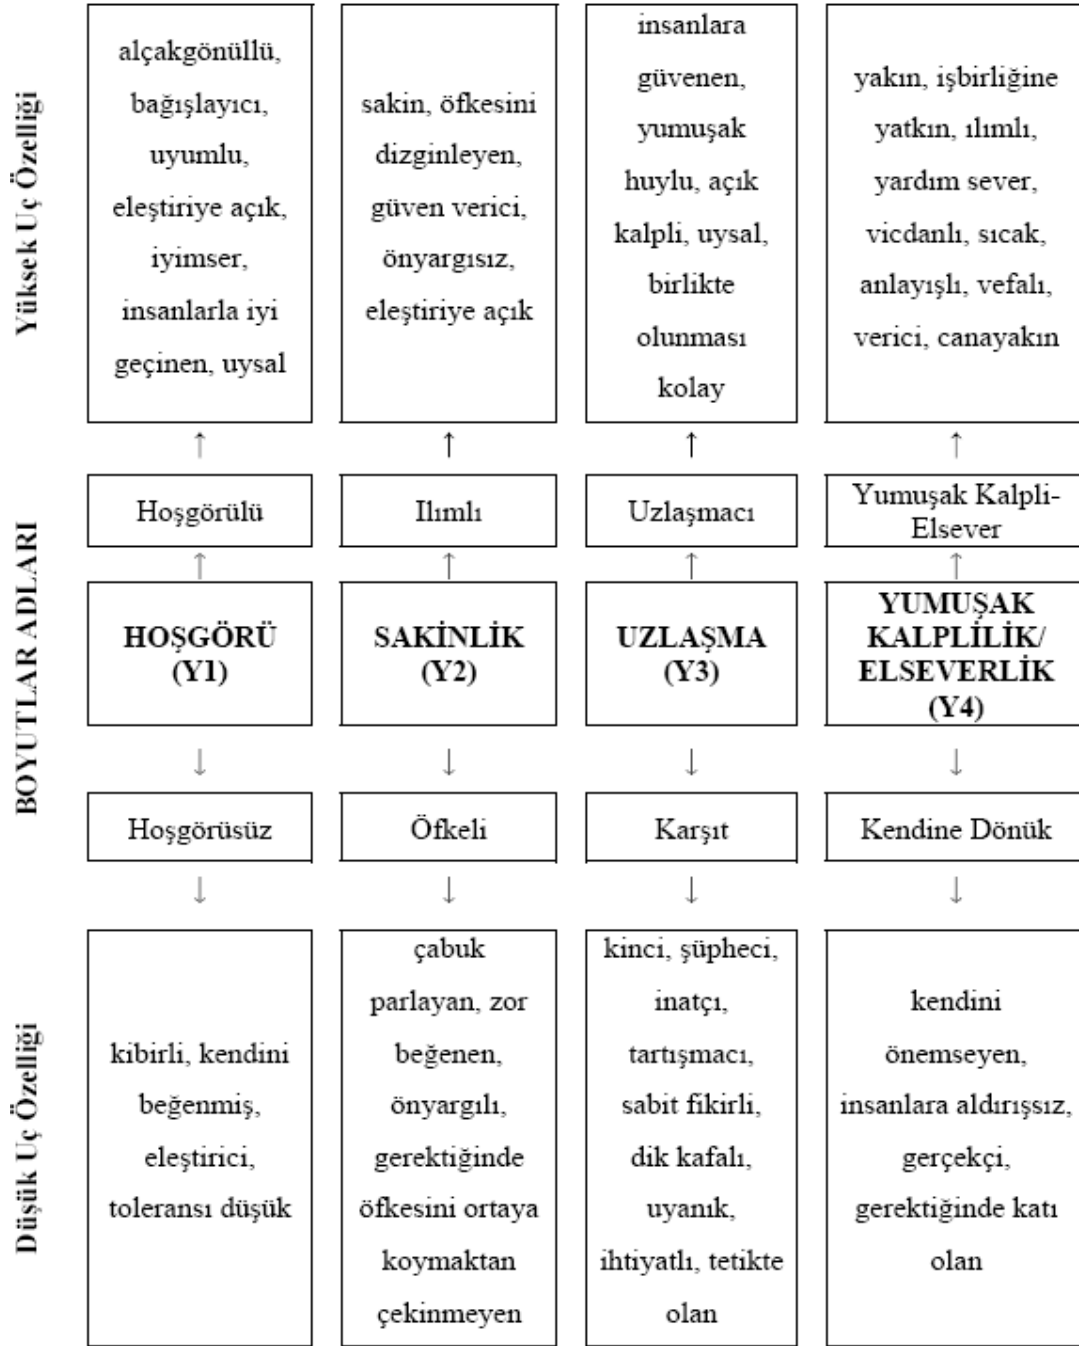 Yüksek Uç Özelliği
alçakgönüllü,
bağışlayıcı,
uyumlu,
eleştiriye açık,
iyimser,
insanlarla iyi
geçinen, uysal
sakin, öfkesini
dizginleyen,
güven verici,
önyargısız,
eleştiriye açık
insanlara
güvenen,
yumuşak
huylu, açık
kalpli, uysal,
birlikte
olunması
kolay
yakın, işbirliğine
yatkın, ılımlı,
yardım sever,
vicdanlı, sıcak,
anlayışlı, vefalı,
verici, canayakın
BOYUTLAR ADLARI
Hoşgörülü
Ilımlı
Uzlaşmacı
Yumuşak Kalpli-
Elsever
HOŞGÖRÜ
(Y1)
SAKİNLİK
(Y2)
UZLAŞMA
(Y3)
YUMUŞAK
KALPLİLİK/
ELSEVERLİK
(Y4)
Hoşgörüsüz
Öfkeli
Karşıt
Kendine Dönük
Düşük Uç Özelliği
kibirli, kendini
beğenmiş,
eleştirici,
toleransı düşük
çabuk
parlayan, zor
beğenen,
önyargılı,
gerektiğinde
öfkesini ortaya
koymaktan
çekinmeyen
kinci, şüpheci,
inatçı,
tartışmacı,
sabit fikirli,
dik kafalı,
uyanık,
ihtiyatlı, tetikte
olan
kendini
önemseyen,
insanlara aldırışsız,
gerçekçi,
gerektiğinde katı
olan